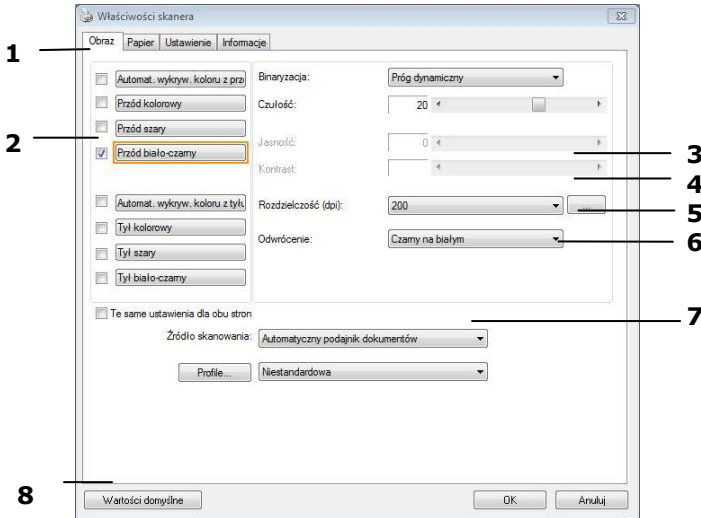 Właściwości skanera
Obraz Papier Ustawienie Informacje
1
Automat. wykryw. koloru z prz
Przód kolorowy
Przód szary
2
Przód biało-czarny
Automat. wykryw. koloru z tyłu
Tył kolorowy
Tył szary
Tył biało-czarny
Binaryzacja: Próg dynamiczny
Czułość: 20
Jasność: 0
3
Kontrast:
4
Rozdzielczość (dpi): 200 ...
5
Odwrócenie: Czarny na białym
6
Te same ustawienia dla obu stron
7
Źródło skanowania: Automatyczny podajnik dokumentów
Profile... Niestandardowa
8
Wartości domyślne OK Anuluj